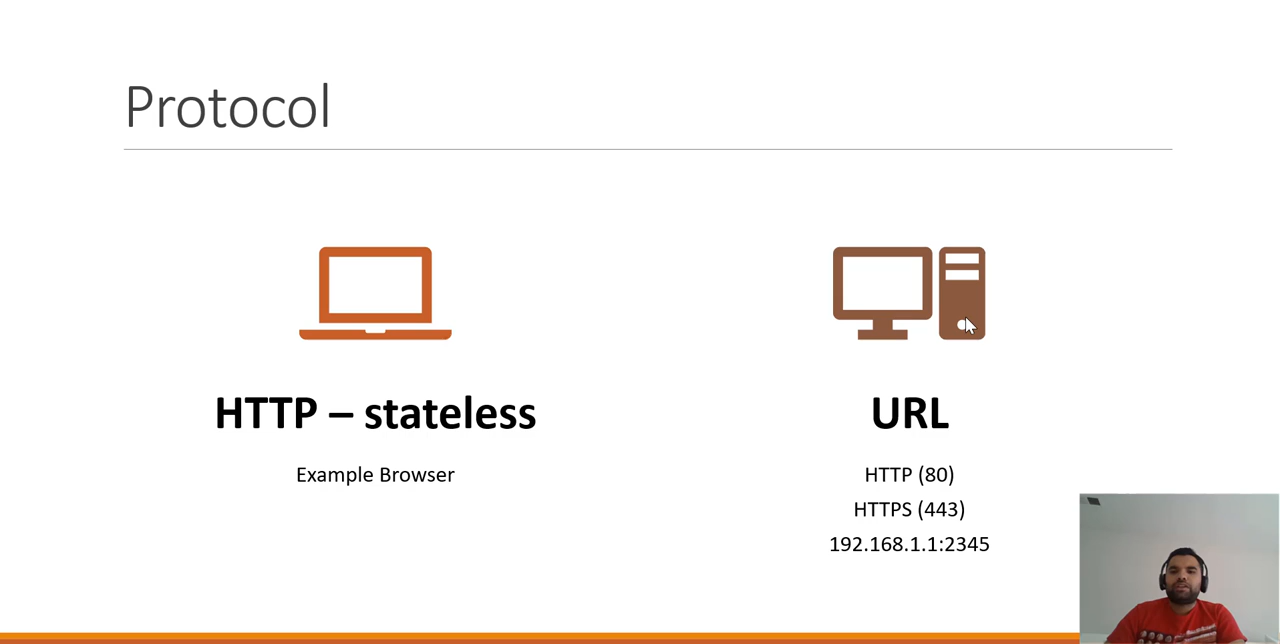 Protocol
HTTP – stateless
Example Browser
URL
HTTP (80)
HTTPS (443)
192.168.1.1:2345